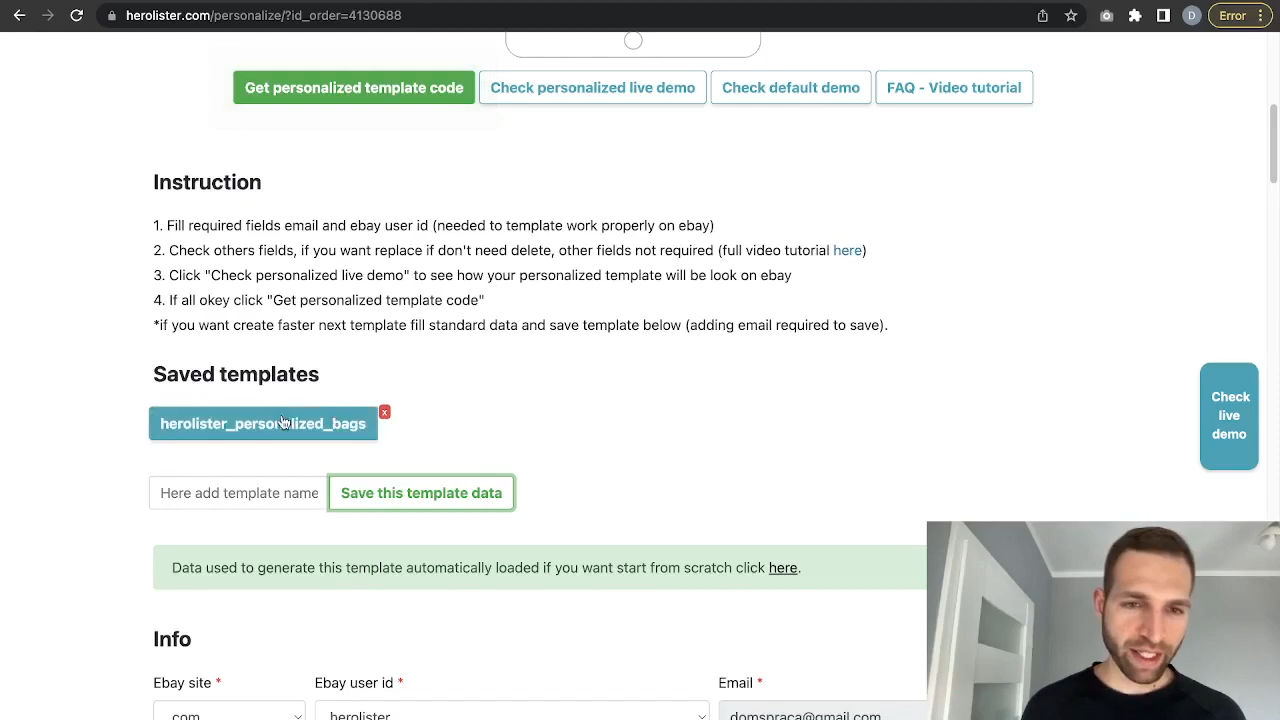 herolister.com/personalize/?id_order=4130688
D
Error
Get personalized template code
Check personalized live demo
Check default demo
FAQ - Video tutorial
Instruction
1. Fill required fields email and ebay user id (needed to template work properly on ebay)
2. Check others fields, if you want replace if don't need delete, other fields not required (full video tutorial here)
3. Click "Check personalized live demo" to see how your personalized template will be look on ebay
4. If all okey click "Get personalized template code"
*if you want create faster next template fill standard data and save template below (adding email required to save).
Saved templates
x
herolister_personalized_bags
Check
live
demo
Here add template name
Save this template data
Data used to generate this template automatically loaded if you want start from scratch click here.
Info
Ebay site *
Ebay user id *
Email *
com
herolister
domspraca@gmail.com